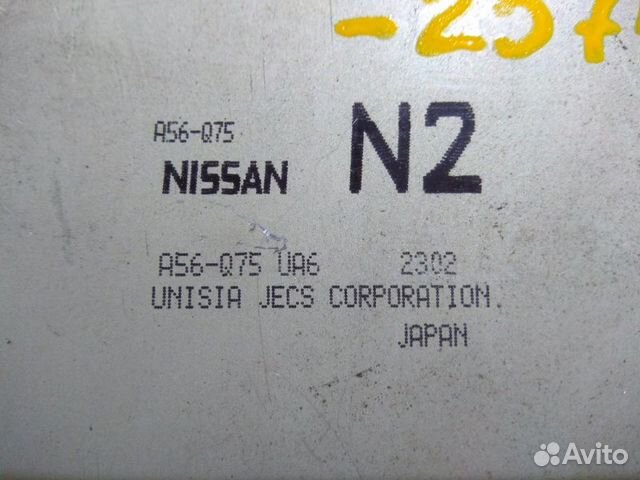 A56-Q75
NISSAN N2
A56-Q75 UA6 2302
UNISIA JECS CORPORATION.
JAPAN
Avito